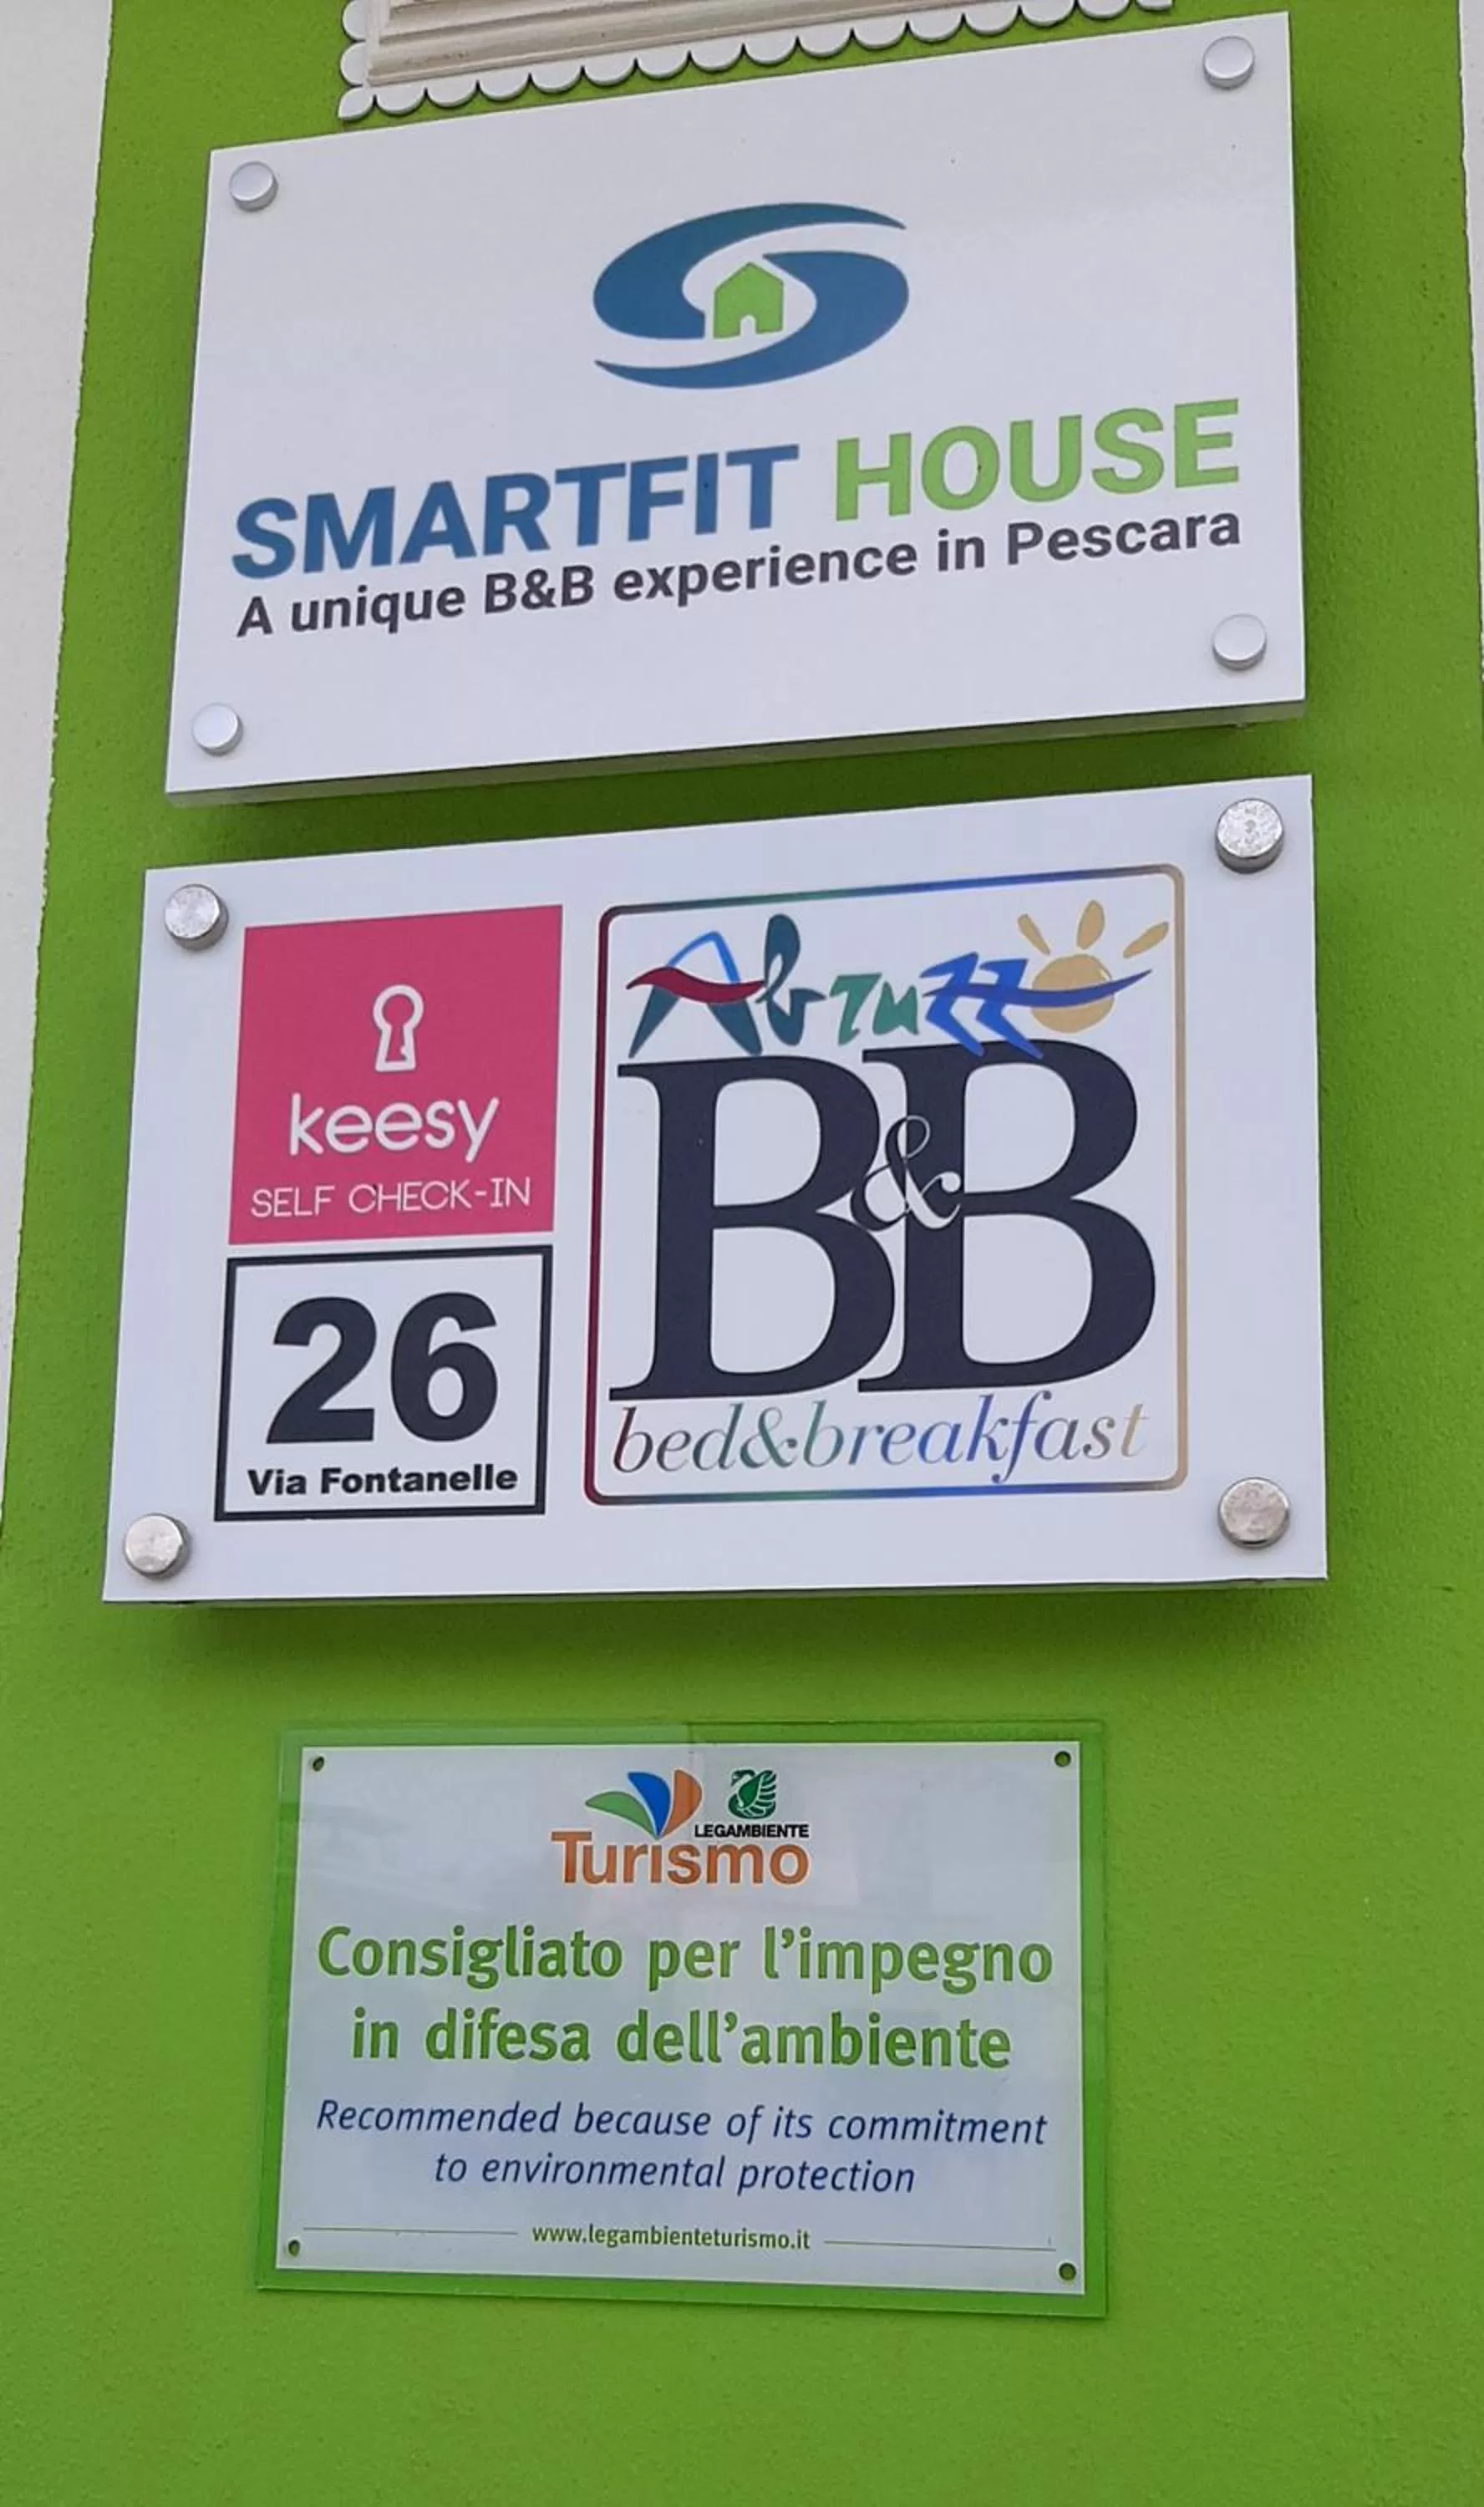 SMARTFIT HOUSE
A unique B&B experience in Pescara
keesy
SELF CHECK-IN
26
Via Fontanelle
Abruzzo
B&B
bed&breakfast
LEGAMBIENTE
Turismo
Consigliato per l'impegno
in difesa dell'ambiente
Recommended because of its commitment
to environmental protection
www.legambienteturismo.it